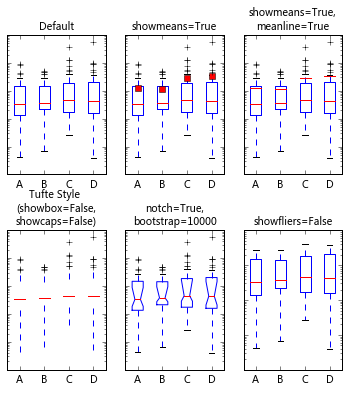 Default
showmeans=True
showmeans=True,
meanline=True
A B C D
A B C D
A B C D
Tufte Style
(showbox=False,
showcaps=False)
notch=True,
bootstrap=10000
showfliers=False
A B C D
A B C D
A B C D